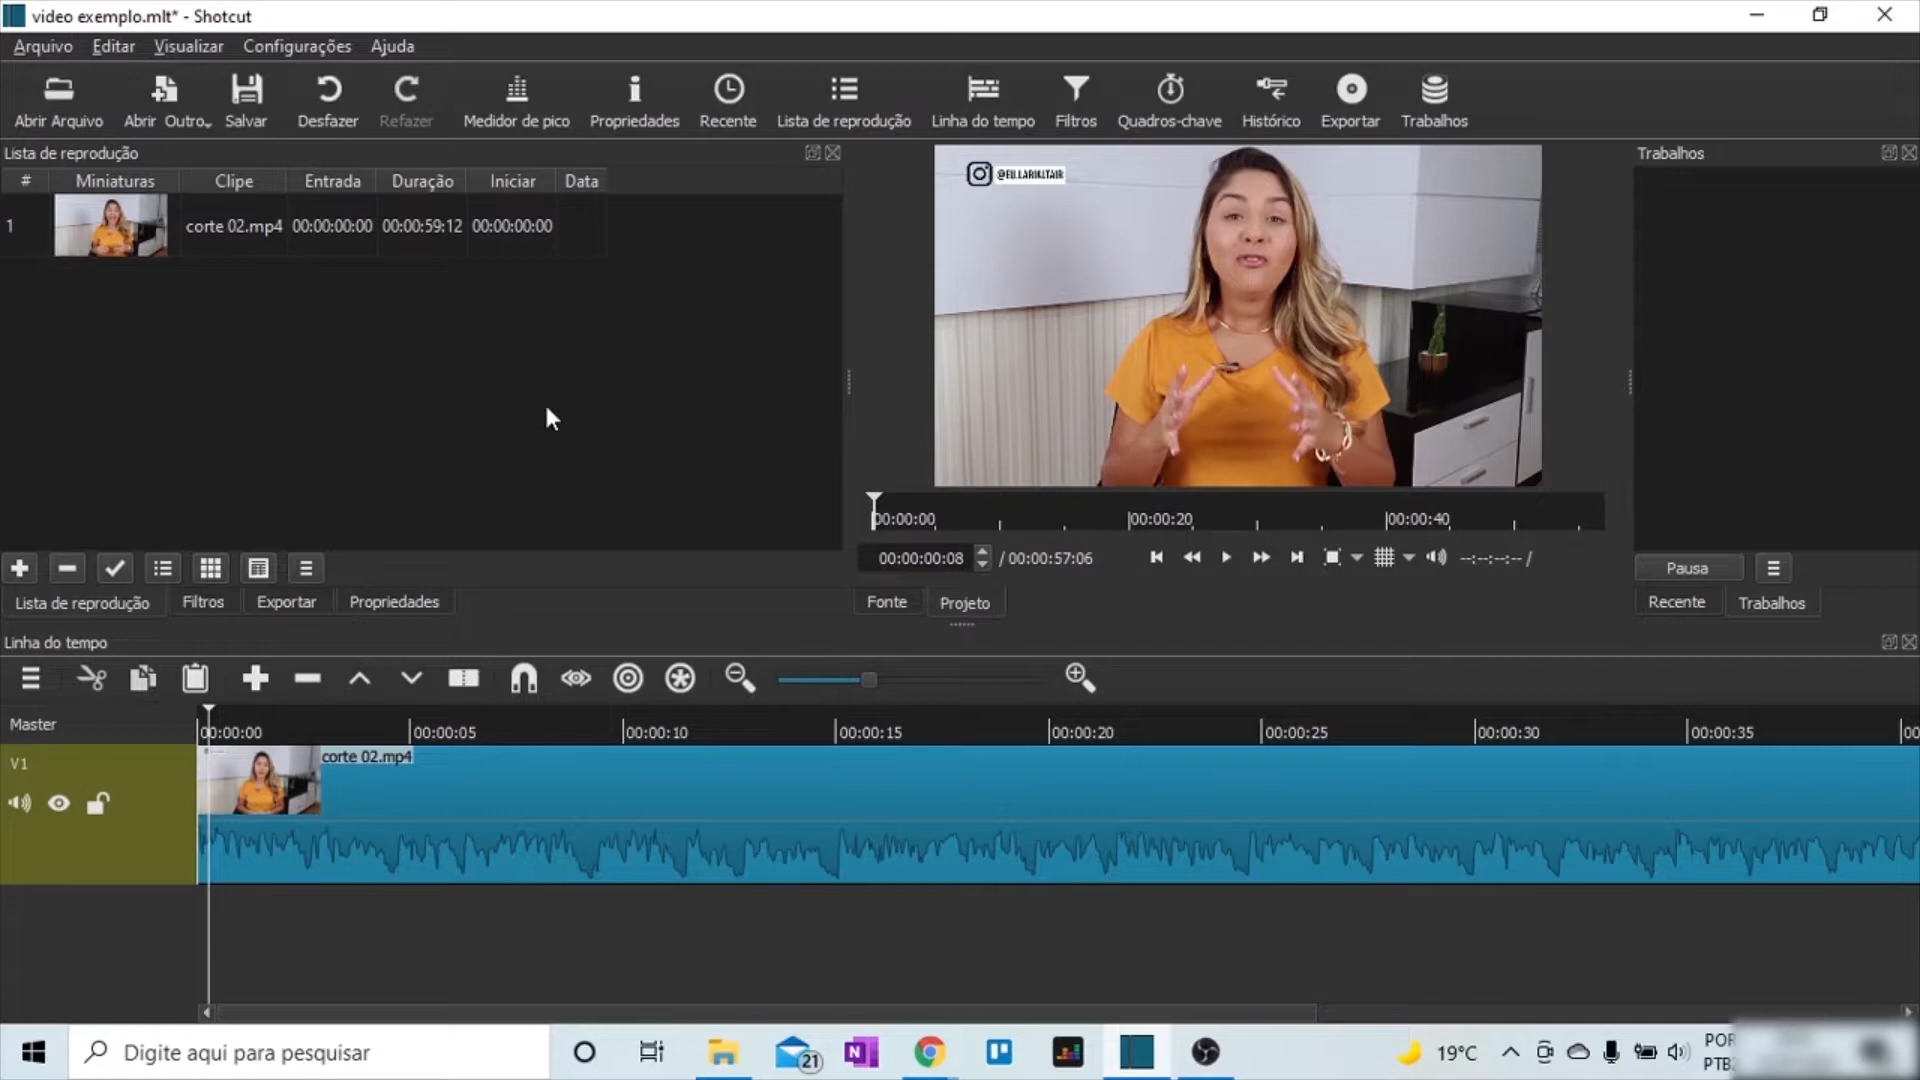 video exemplo.mlt* - Shotcut
Arquivo Editar Visualizar Configurações Ajuda
Abrir Arquivo Abrir Outro Salvar Desfazer Refazer Medidor de pico Propriedades Recente Lista de reprodução Linha do tempo Filtros Quadros-chave Histórico Exportar Trabalhos
Lista de reprodução
Trabalhos
# Miniaturas Clipe Entrada Duração Iniciar Data
1 corte 02.mp4 00:00:00:00 00:00:59:12 00:00:00:00
00:00:00 00:00:20 00:00:40
00:00:00:08 / 00:00:57:06 --:--:--:-- /
Pausa
Lista de reprodução Filtros Exportar Propriedades
Fonte Projeto
Recente Trabalhos
Linha do tempo
Master
00:00:00 00:00:05 00:00:10 00:00:15 00:00:20 00:00:25 00:00:30 00:00:35 00
V1
corte 02.mp4
Digite aqui para pesquisar
21
N
19°C
POR